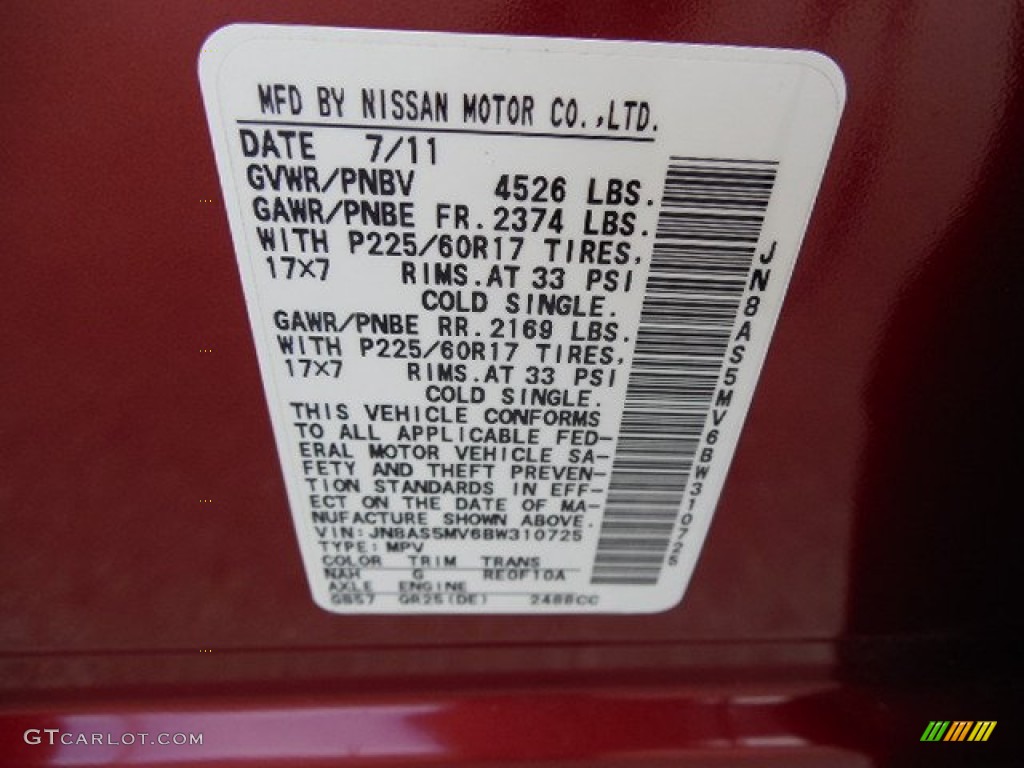 MFD BY NISSAN MOTOR CO.,LTD.
DATE 7/11
GVWR/PNBV 4526 LBS.
GAWR/PNBE FR. 2374 LBS.
WITH P225/60R17 TIRES,
17×7 RIMS. AT 33 PSI
COLD SINGLE.
GAWR/PNBE RR. 2169 LBS.
WITH P225/60R17 TIRES,
17×7 RIMS. AT 33 PSI
COLD SINGLE.
THIS VEHICLE CONFORMS
TO ALL APPLICABLE FED-
ERAL MOTOR VEHICLE SA-
FETY AND THEFT PREVEN-
TION STANDARDS IN EFF-
ECT ON THE DATE OF MA-
NUFACTURE SHOWN ABOVE.
VIN: JN8AS5MV6BW310725
TYPE: MPV
COLOR TRIM TRANS
NAH G RE0F10A
AXLE ENGINE
GB57 QR25(DE) 2488CC
JN8AS5MV6BW310725
GTCARLOT.COM